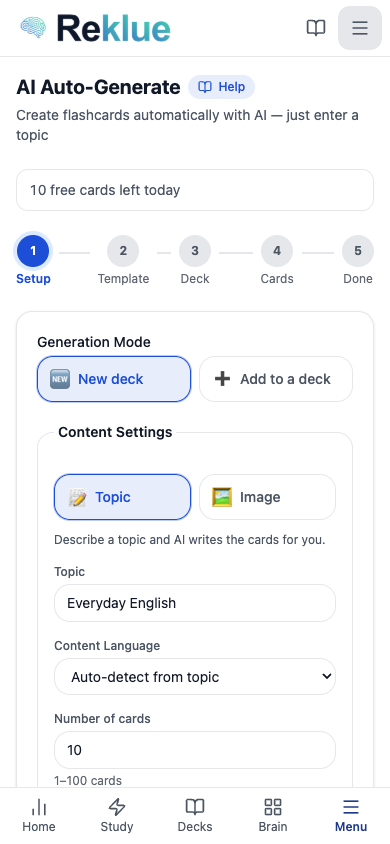 Reklue
AI Auto-Generate
Help
Create flashcards automatically with AI — just enter a
topic
10 free cards left today
1
2
3
4
5
Setup
Template
Deck
Cards
Done
Generation Mode
NEW
New deck
Add to a deck
Content Settings
Topic
Image
Describe a topic and AI writes the cards for you.
Topic
Everyday English
Content Language
Auto-detect from topic
Number of cards
10
1–100 cards
Home
Study
Decks
Brain
Menu